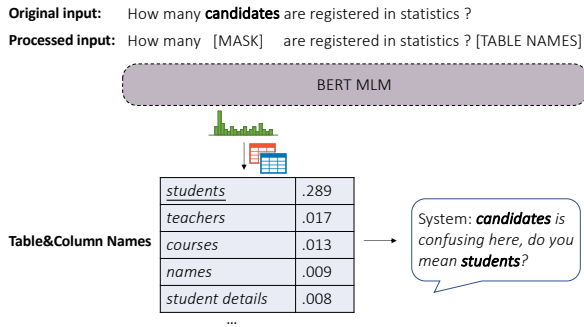 Original input: How many candidates are registered in statistics ?
Processed input: How many [MASK] are registered in statistics ? [TABLE NAMES]
BERT MLM
students .289
teachers .017
Table&Column Names
courses .013
names .009
student details .008
...
System: candidates is
confusing here, do you
mean students?